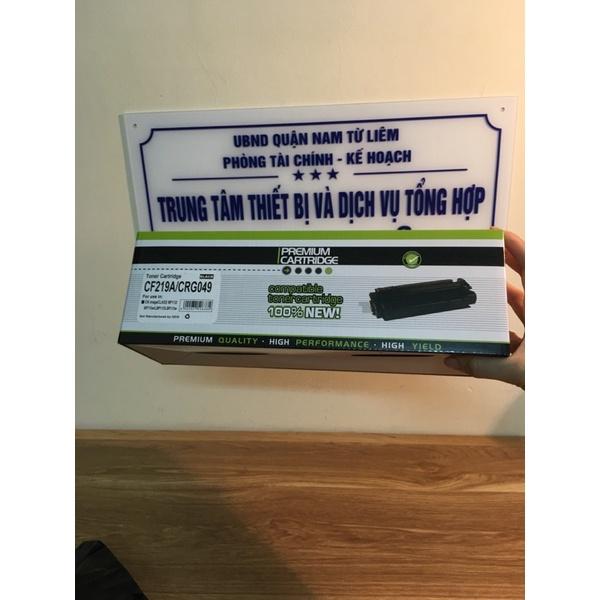 UBND QUẬN NAM TỪ LIÊM
PHÒNG TÀI CHÍNH - KẾ HOẠCH
TRUNG TÂM THIẾT BỊ VÀ DỊCH VỤ TỔNG HỢP
PREMIUM
CARTRIDGE
Toner Cartridge
BLACK
CF219A/CRG049
For use in:
compatible
toner cartridge
100% NEW!
PREMIUM QUALITY · HIGH PERFORMANCE · HIGH YIELD